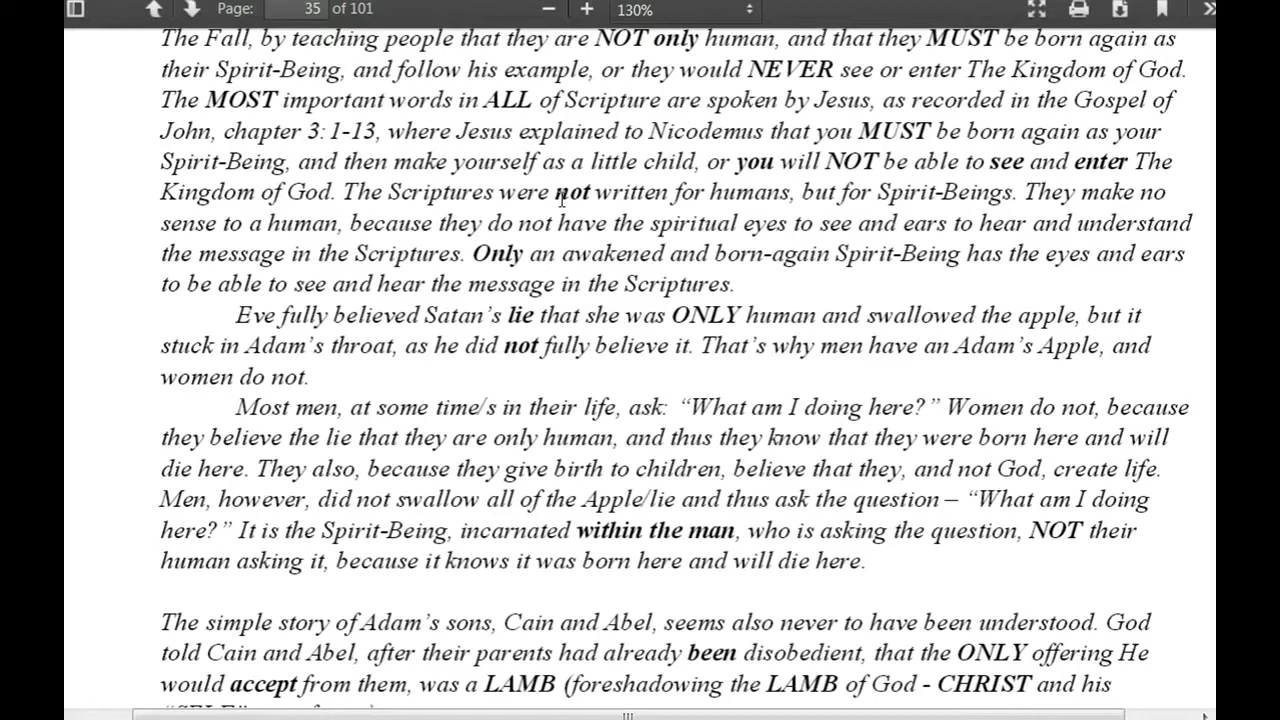 Page: 35 of 101 130%
The Fall, by teaching people that they are NOT only human, and that they MUST be born again as
their Spirit-Being, and follow his example, or they would NEVER see or enter The Kingdom of God.
The MOST important words in ALL of Scripture are spoken by Jesus, as recorded in the Gospel of
John, chapter 3:1-13, where Jesus explained to Nicodemus that you MUST be born again as your
Spirit-Being, and then make yourself as a little child, or you will NOT be able to see and enter The
Kingdom of God. The Scriptures were not written for humans, but for Spirit-Beings. They make no
sense to a human, because they do not have the spiritual eyes to see and ears to hear and understand
the message in the Scriptures. Only an awakened and born-again Spirit-Being has the eyes and ears
to be able to see and hear the message in the Scriptures.
Eve fully believed Satan's lie that she was ONLY human and swallowed the apple, but it
stuck in Adam's throat, as he did not fully believe it. That's why men have an Adam's Apple, and
women do not.
Most men, at some time/s in their life, ask: “What am I doing here?” Women do not, because
they believe the lie that they are only human, and thus they know that they were born here and will
die here. They also, because they give birth to children, believe that they, and not God, create life.
Men, however, did not swallow all of the Apple/lie and thus ask the question – “What am I doing
here?” It is the Spirit-Being, incarnated within the man, who is asking the question, NOT their
human asking it, because it knows it was born here and will die here.
The simple story of Adam's sons, Cain and Abel, seems also never to have been understood. God
told Cain and Abel, after their parents had already been disobedient, that the ONLY offering He
would accept from them, was a LAMB (foreshadowing the LAMB of God - CHRIST and his